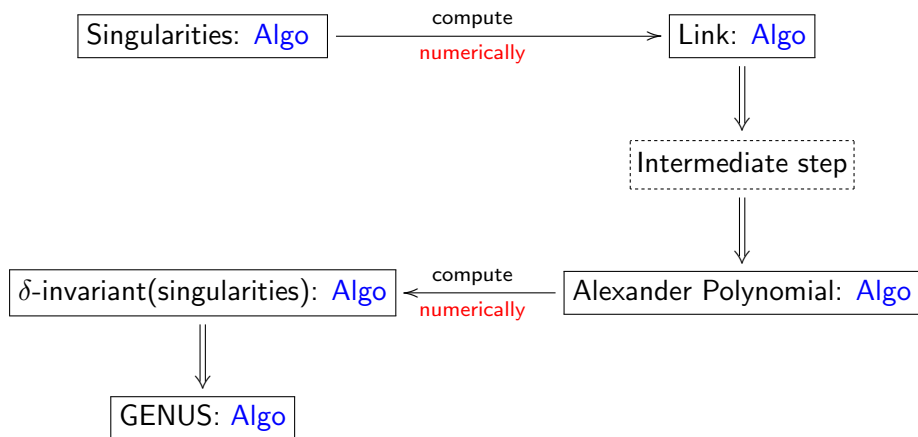 Singularities: Algo
compute
numerically
Link: Algo
Intermediate step
Alexander Polynomial: Algo
compute
numerically
δ-invariant(singularities): Algo
GENUS: Algo